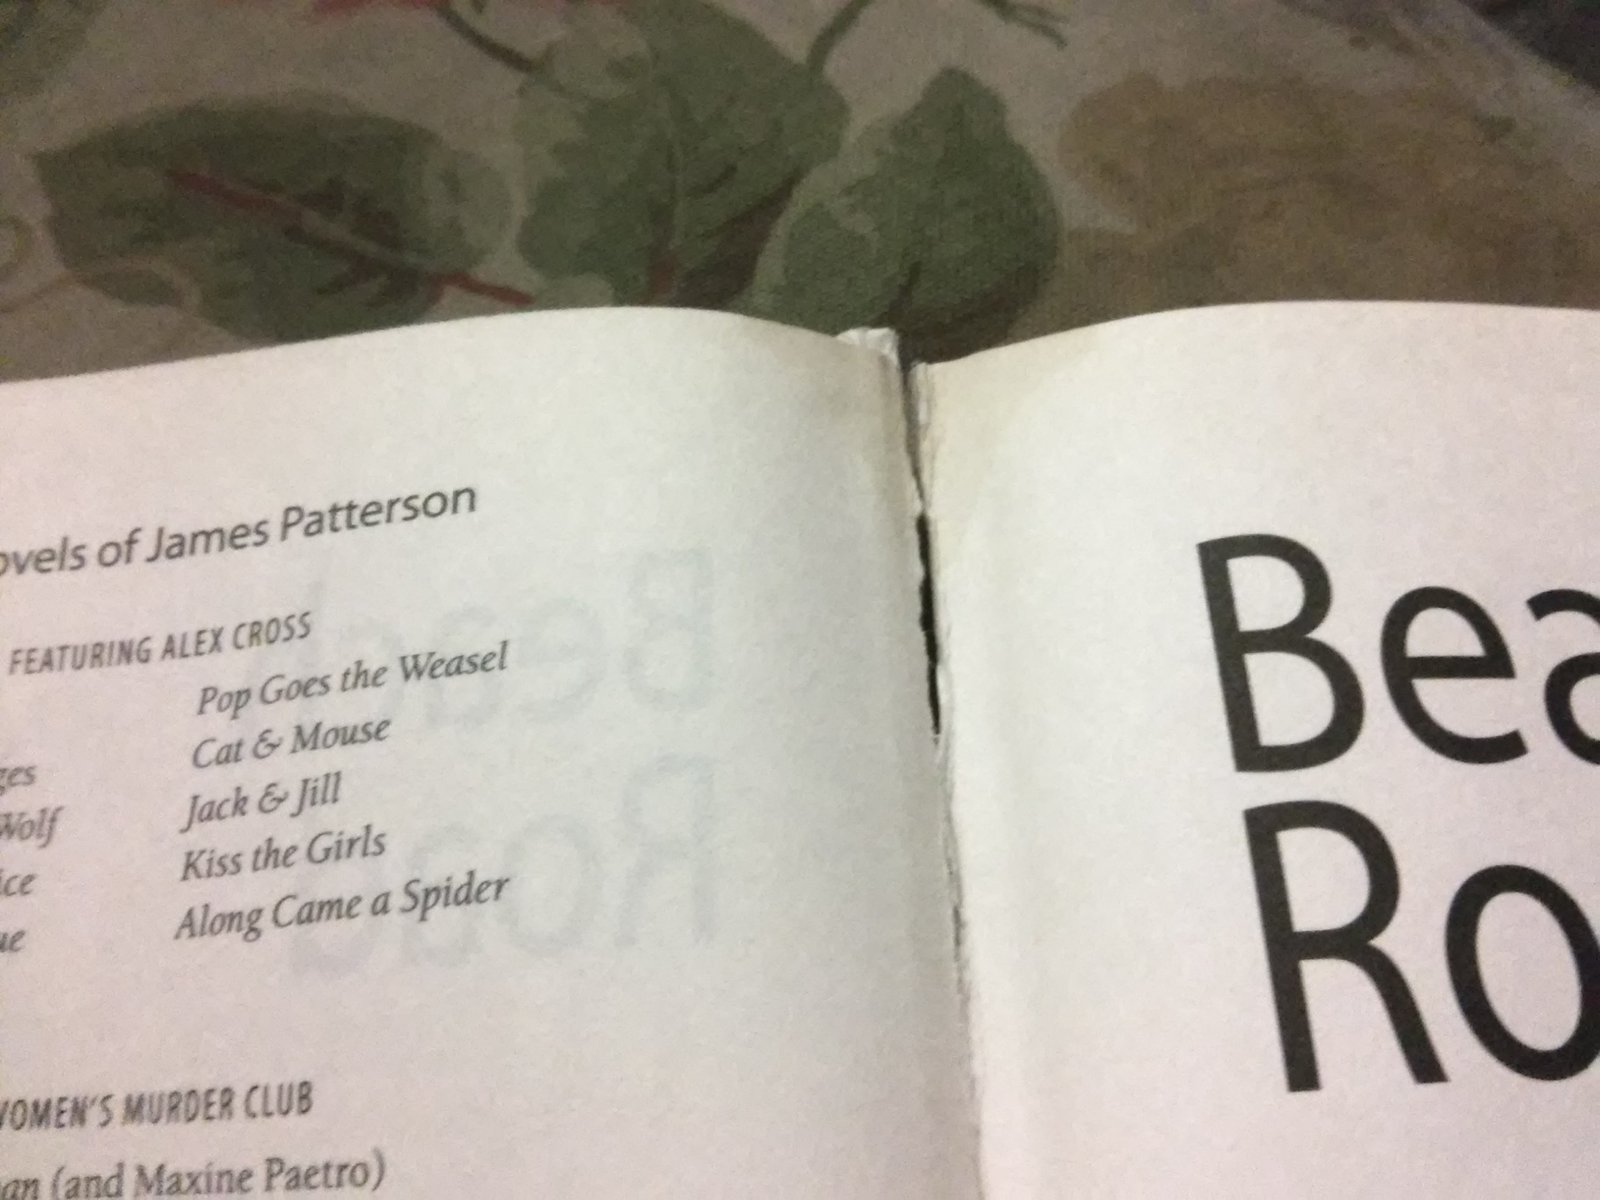 ovels of James Patterson
FEATURING ALEX CROSS
Pop Goes the Weasel
Cat & Mouse
Jack & Jill
Kiss the Girls
Along Came a Spider
ges
Wolf
ice
ue
WOMEN'S MURDER CLUB
an (and Maxine Paetro)
Bea
Ro